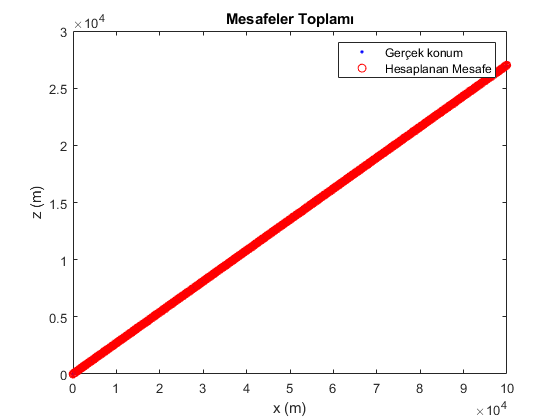 Mesafeler Toplamı
×10^4
Gerçek konum
Hesaplanan Mesafe
3
2.5
2
1.5
1
0.5
0
z (m)
0 1 2 3 4 5 6 7 8 9 10
x (m)
×10^4